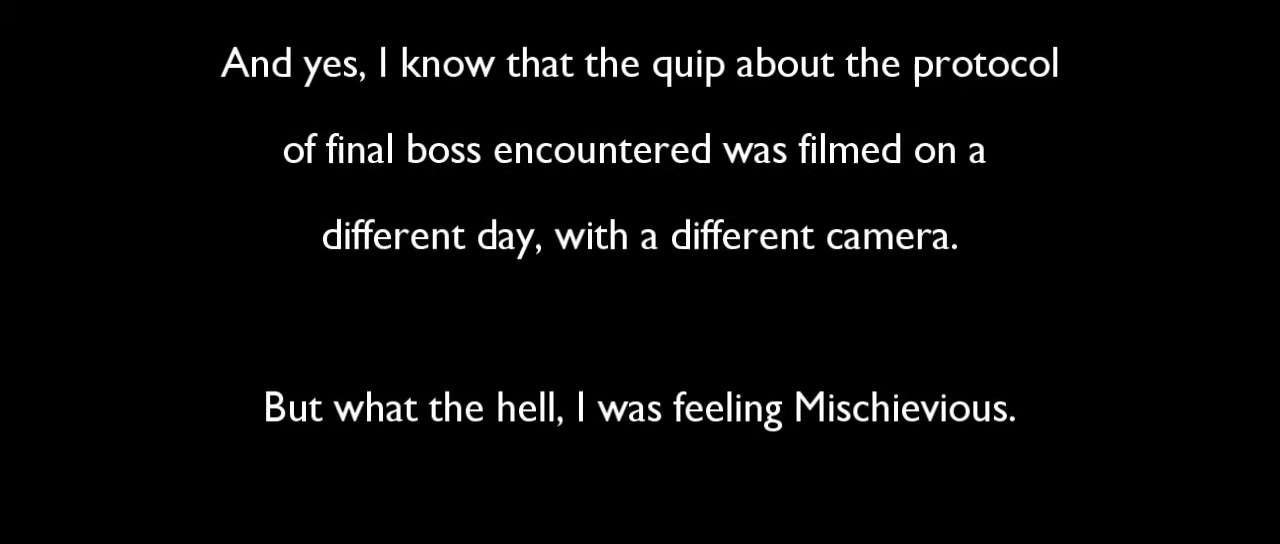 And yes, I know that the quip about the protocol
of final boss encountered was filmed on a
different day, with a different camera.
But what the hell, I was feeling Mischievious.